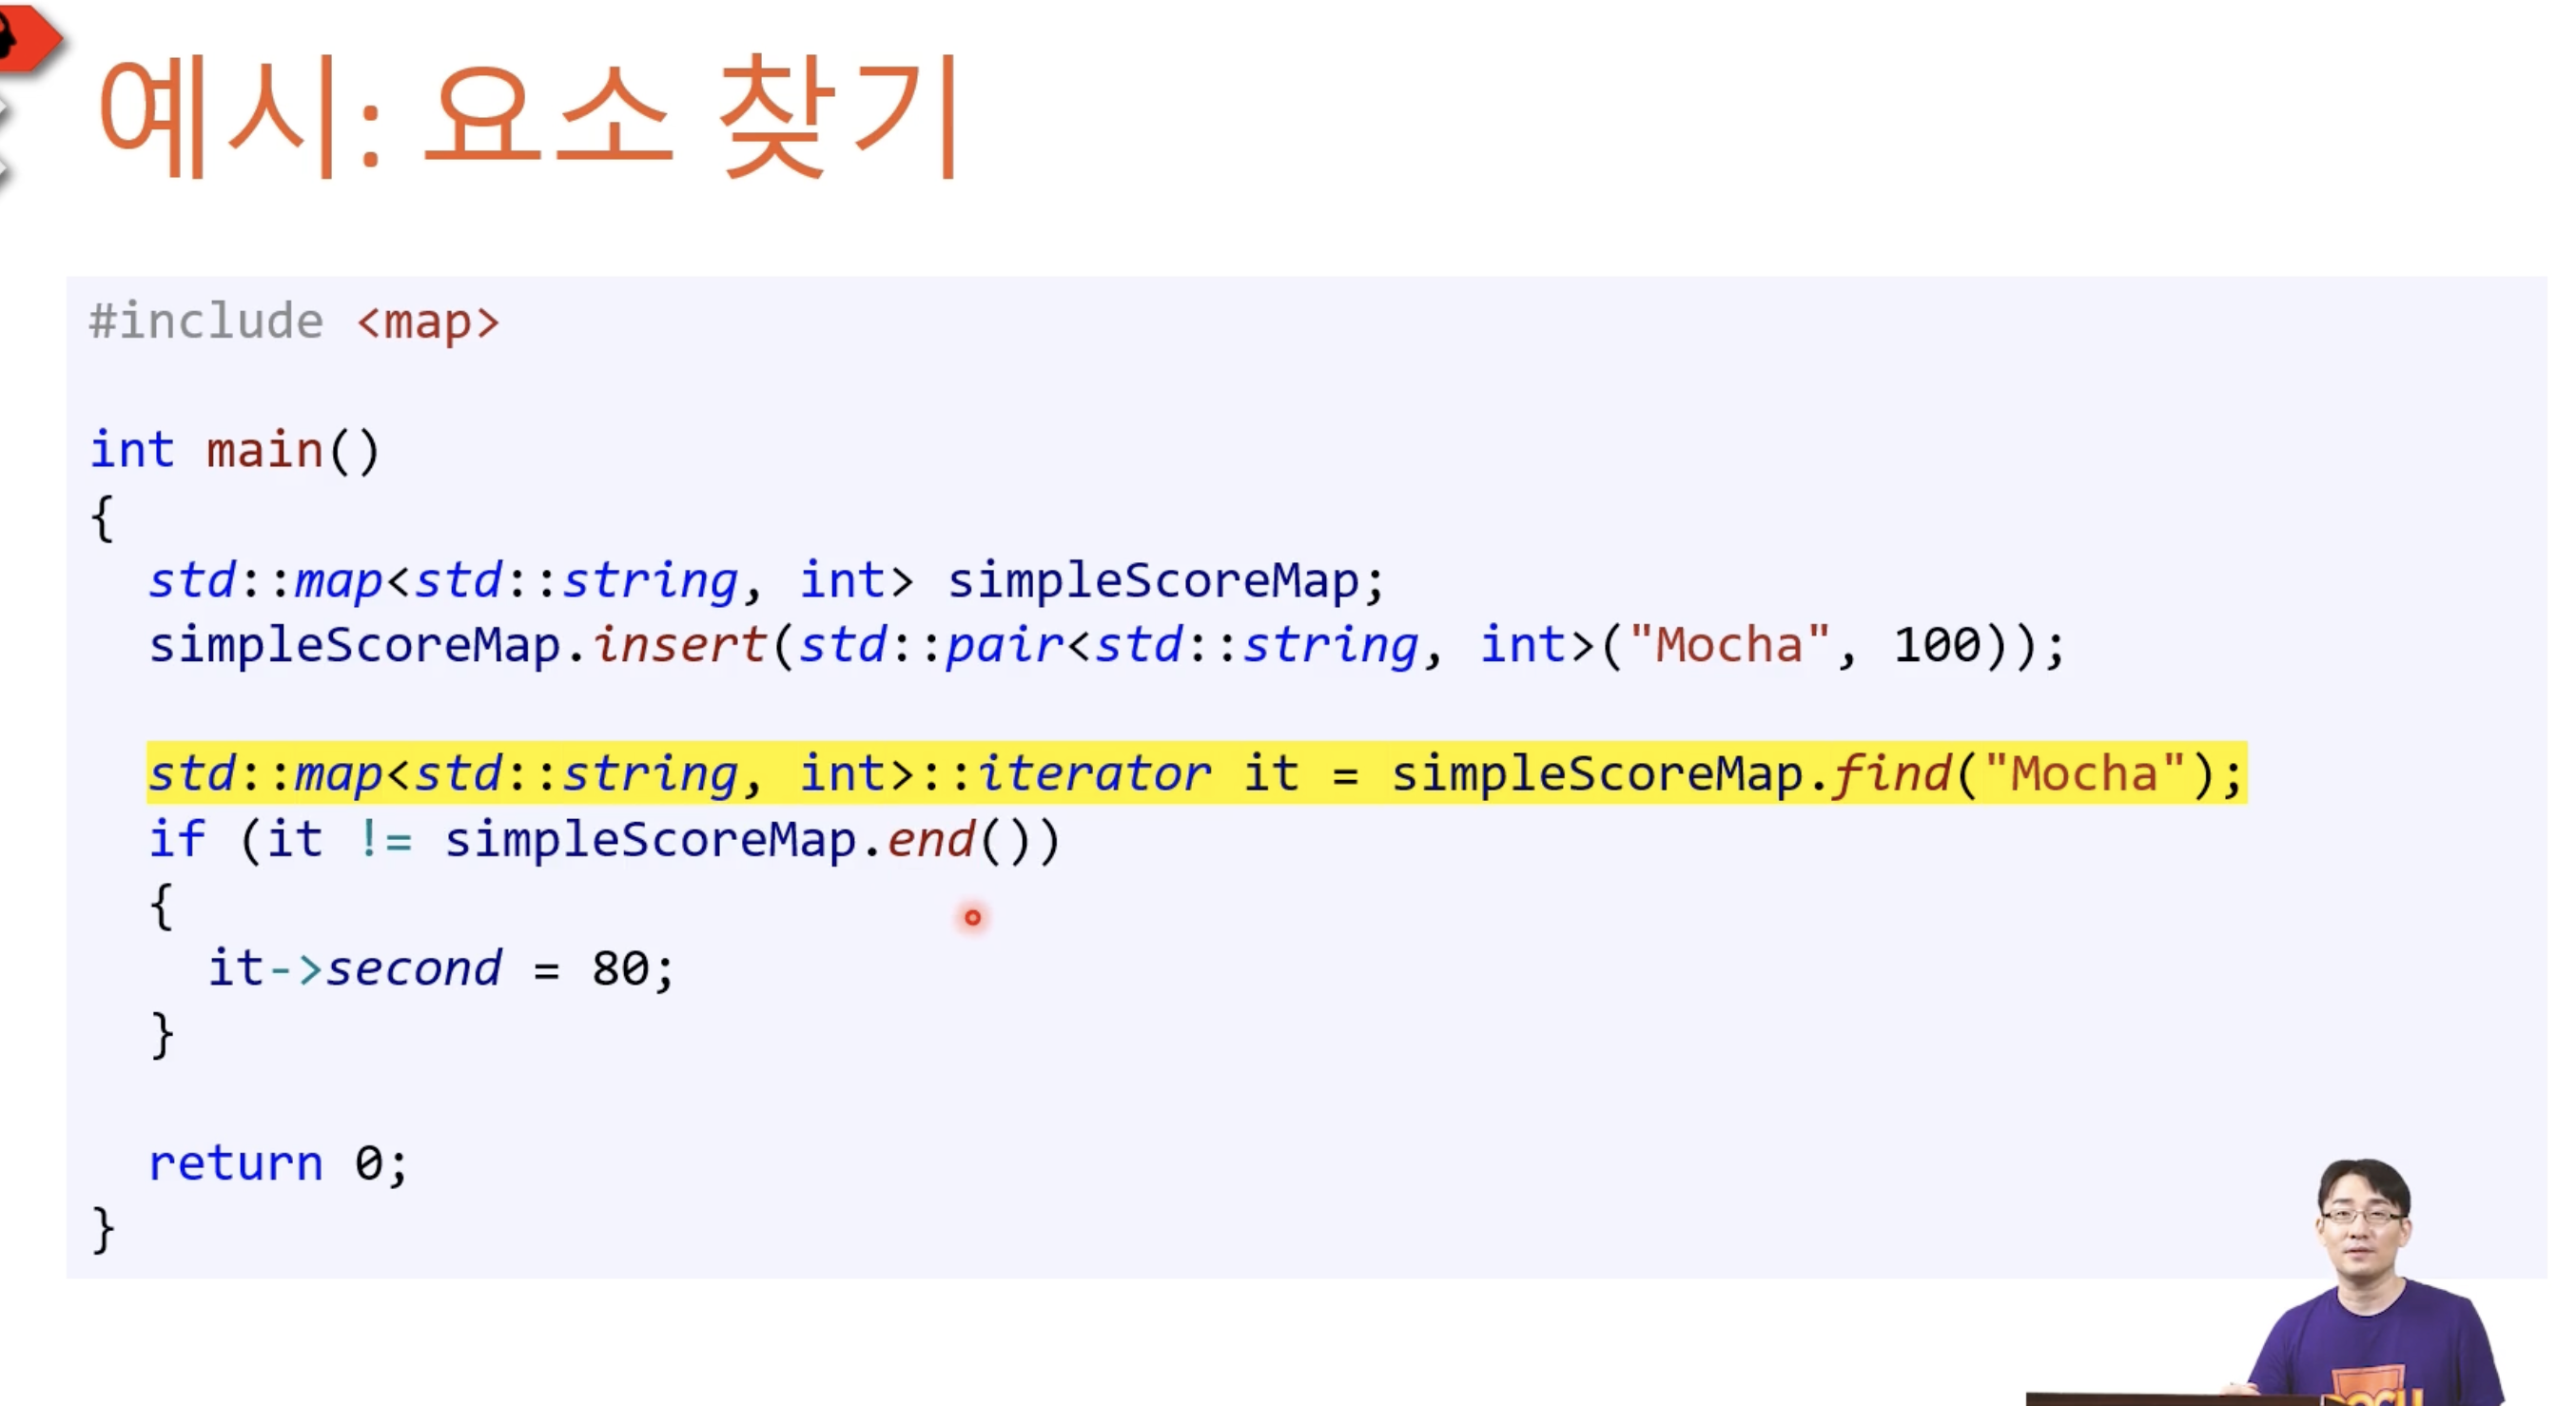 예시: 요소 찾기
#include <map>
int main()
{
std::map<std::string, int> simpleScoreMap;
simpleScoreMap.insert(std::pair<std::string, int>("Mocha", 100));
std::map<std::string, int>::iterator it = simpleScoreMap.find("Mocha");
if (it != simpleScoreMap.end())
{
it->second = 80;
}
return 0;
}